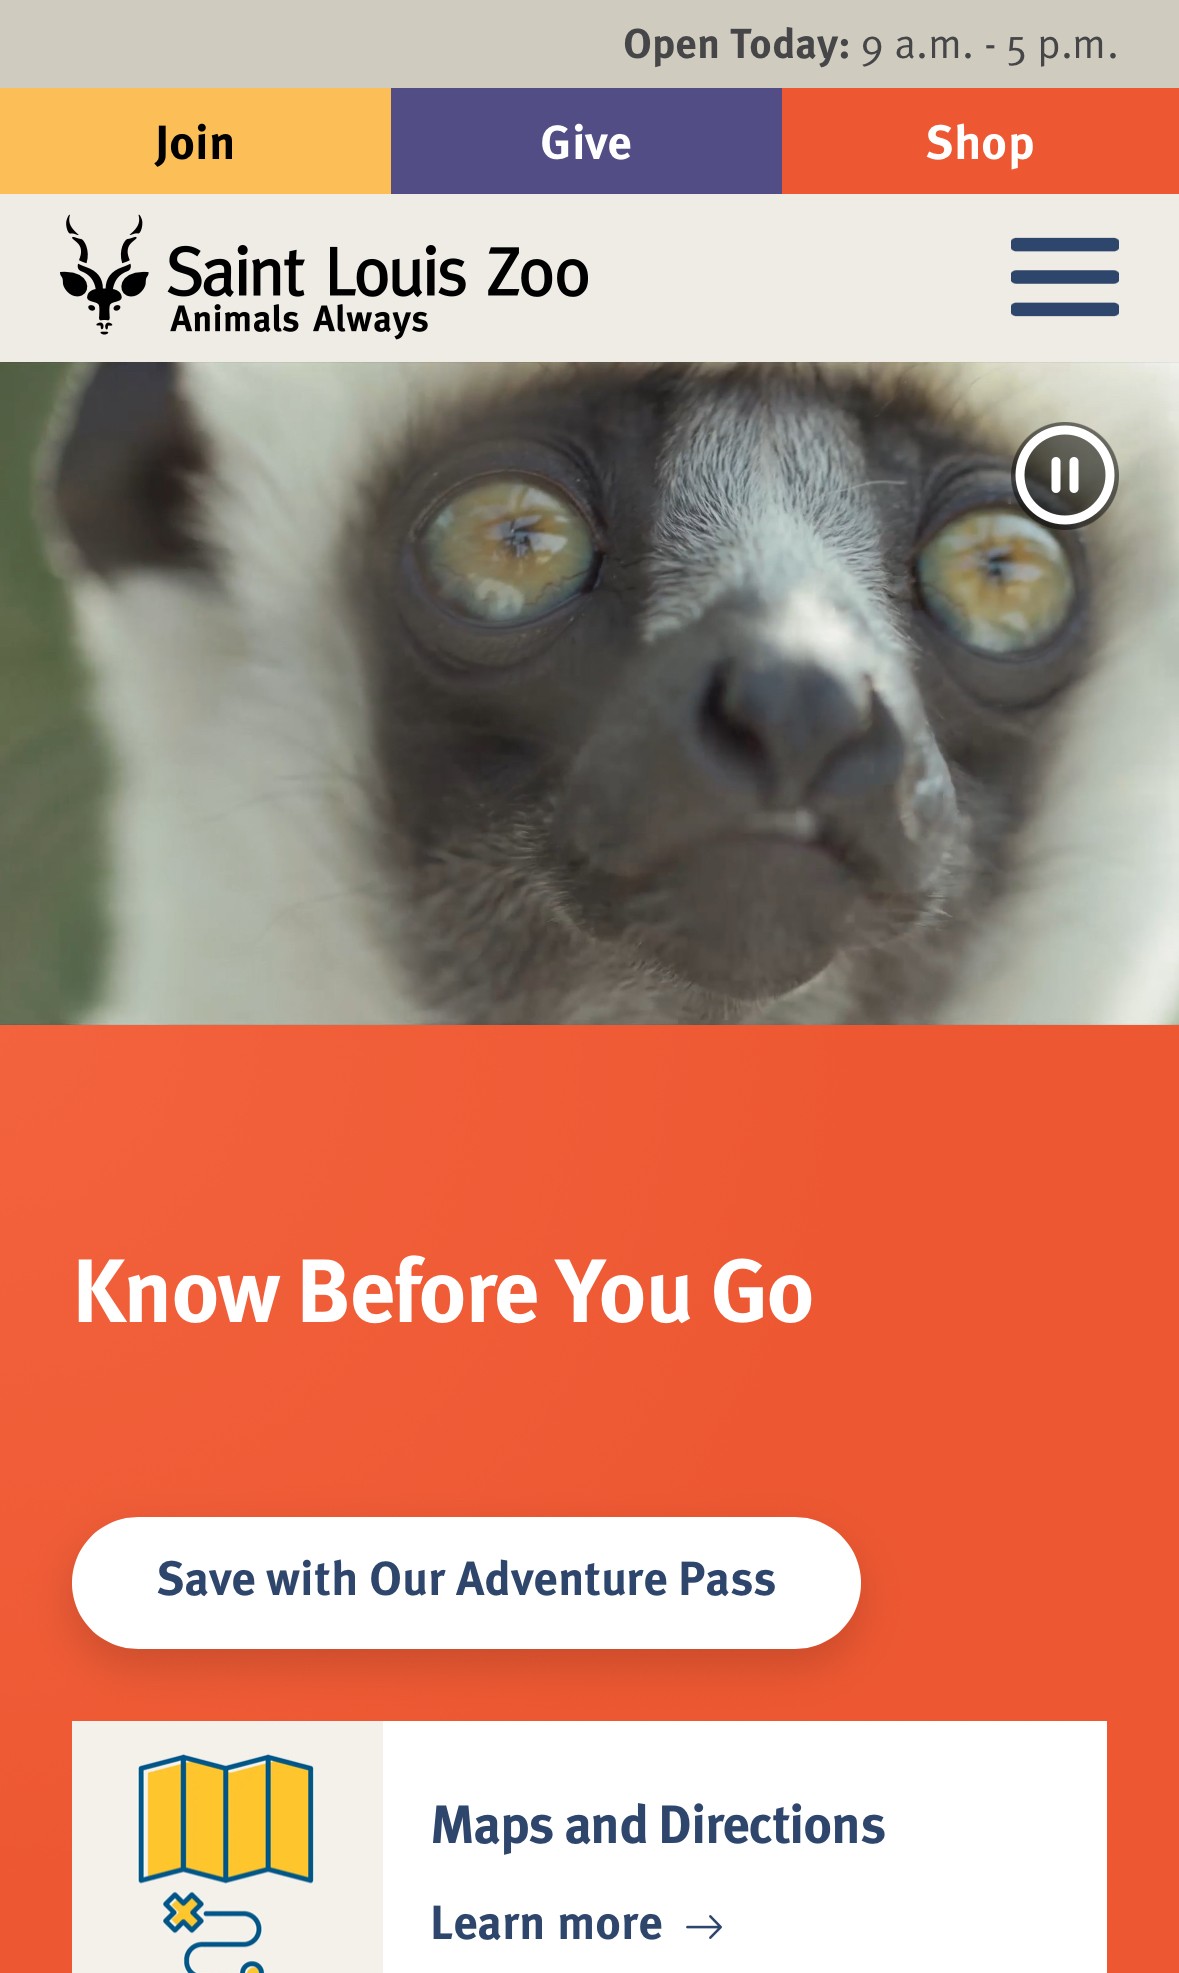 Open Today: 9 a.m. - 5 p.m.
Join
Give
Shop
Saint Louis Zoo
Animals Always
Know Before You Go
Save with Our Adventure Pass
Maps and Directions
Learn more →